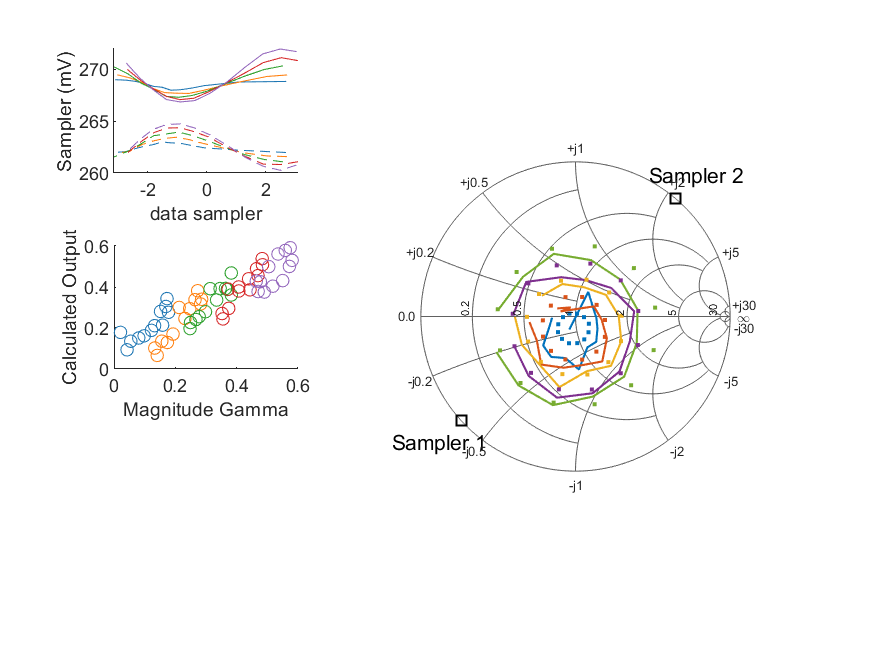 Sampler (mV)
270
265
260
-2
0
2
data sampler
Calculated Output
0.6
0.4
0.2
0
0
0.2
0.4
0.6
Magnitude Gamma
+j1
Sampler 2
+j2
+j0.5
+j0.2
+j5
0.0
0.2
0.5
1
2
5
30
+j30
∞
-j30
-j0.2
-j5
Sampler 1
-j0.5
-j2
-j1